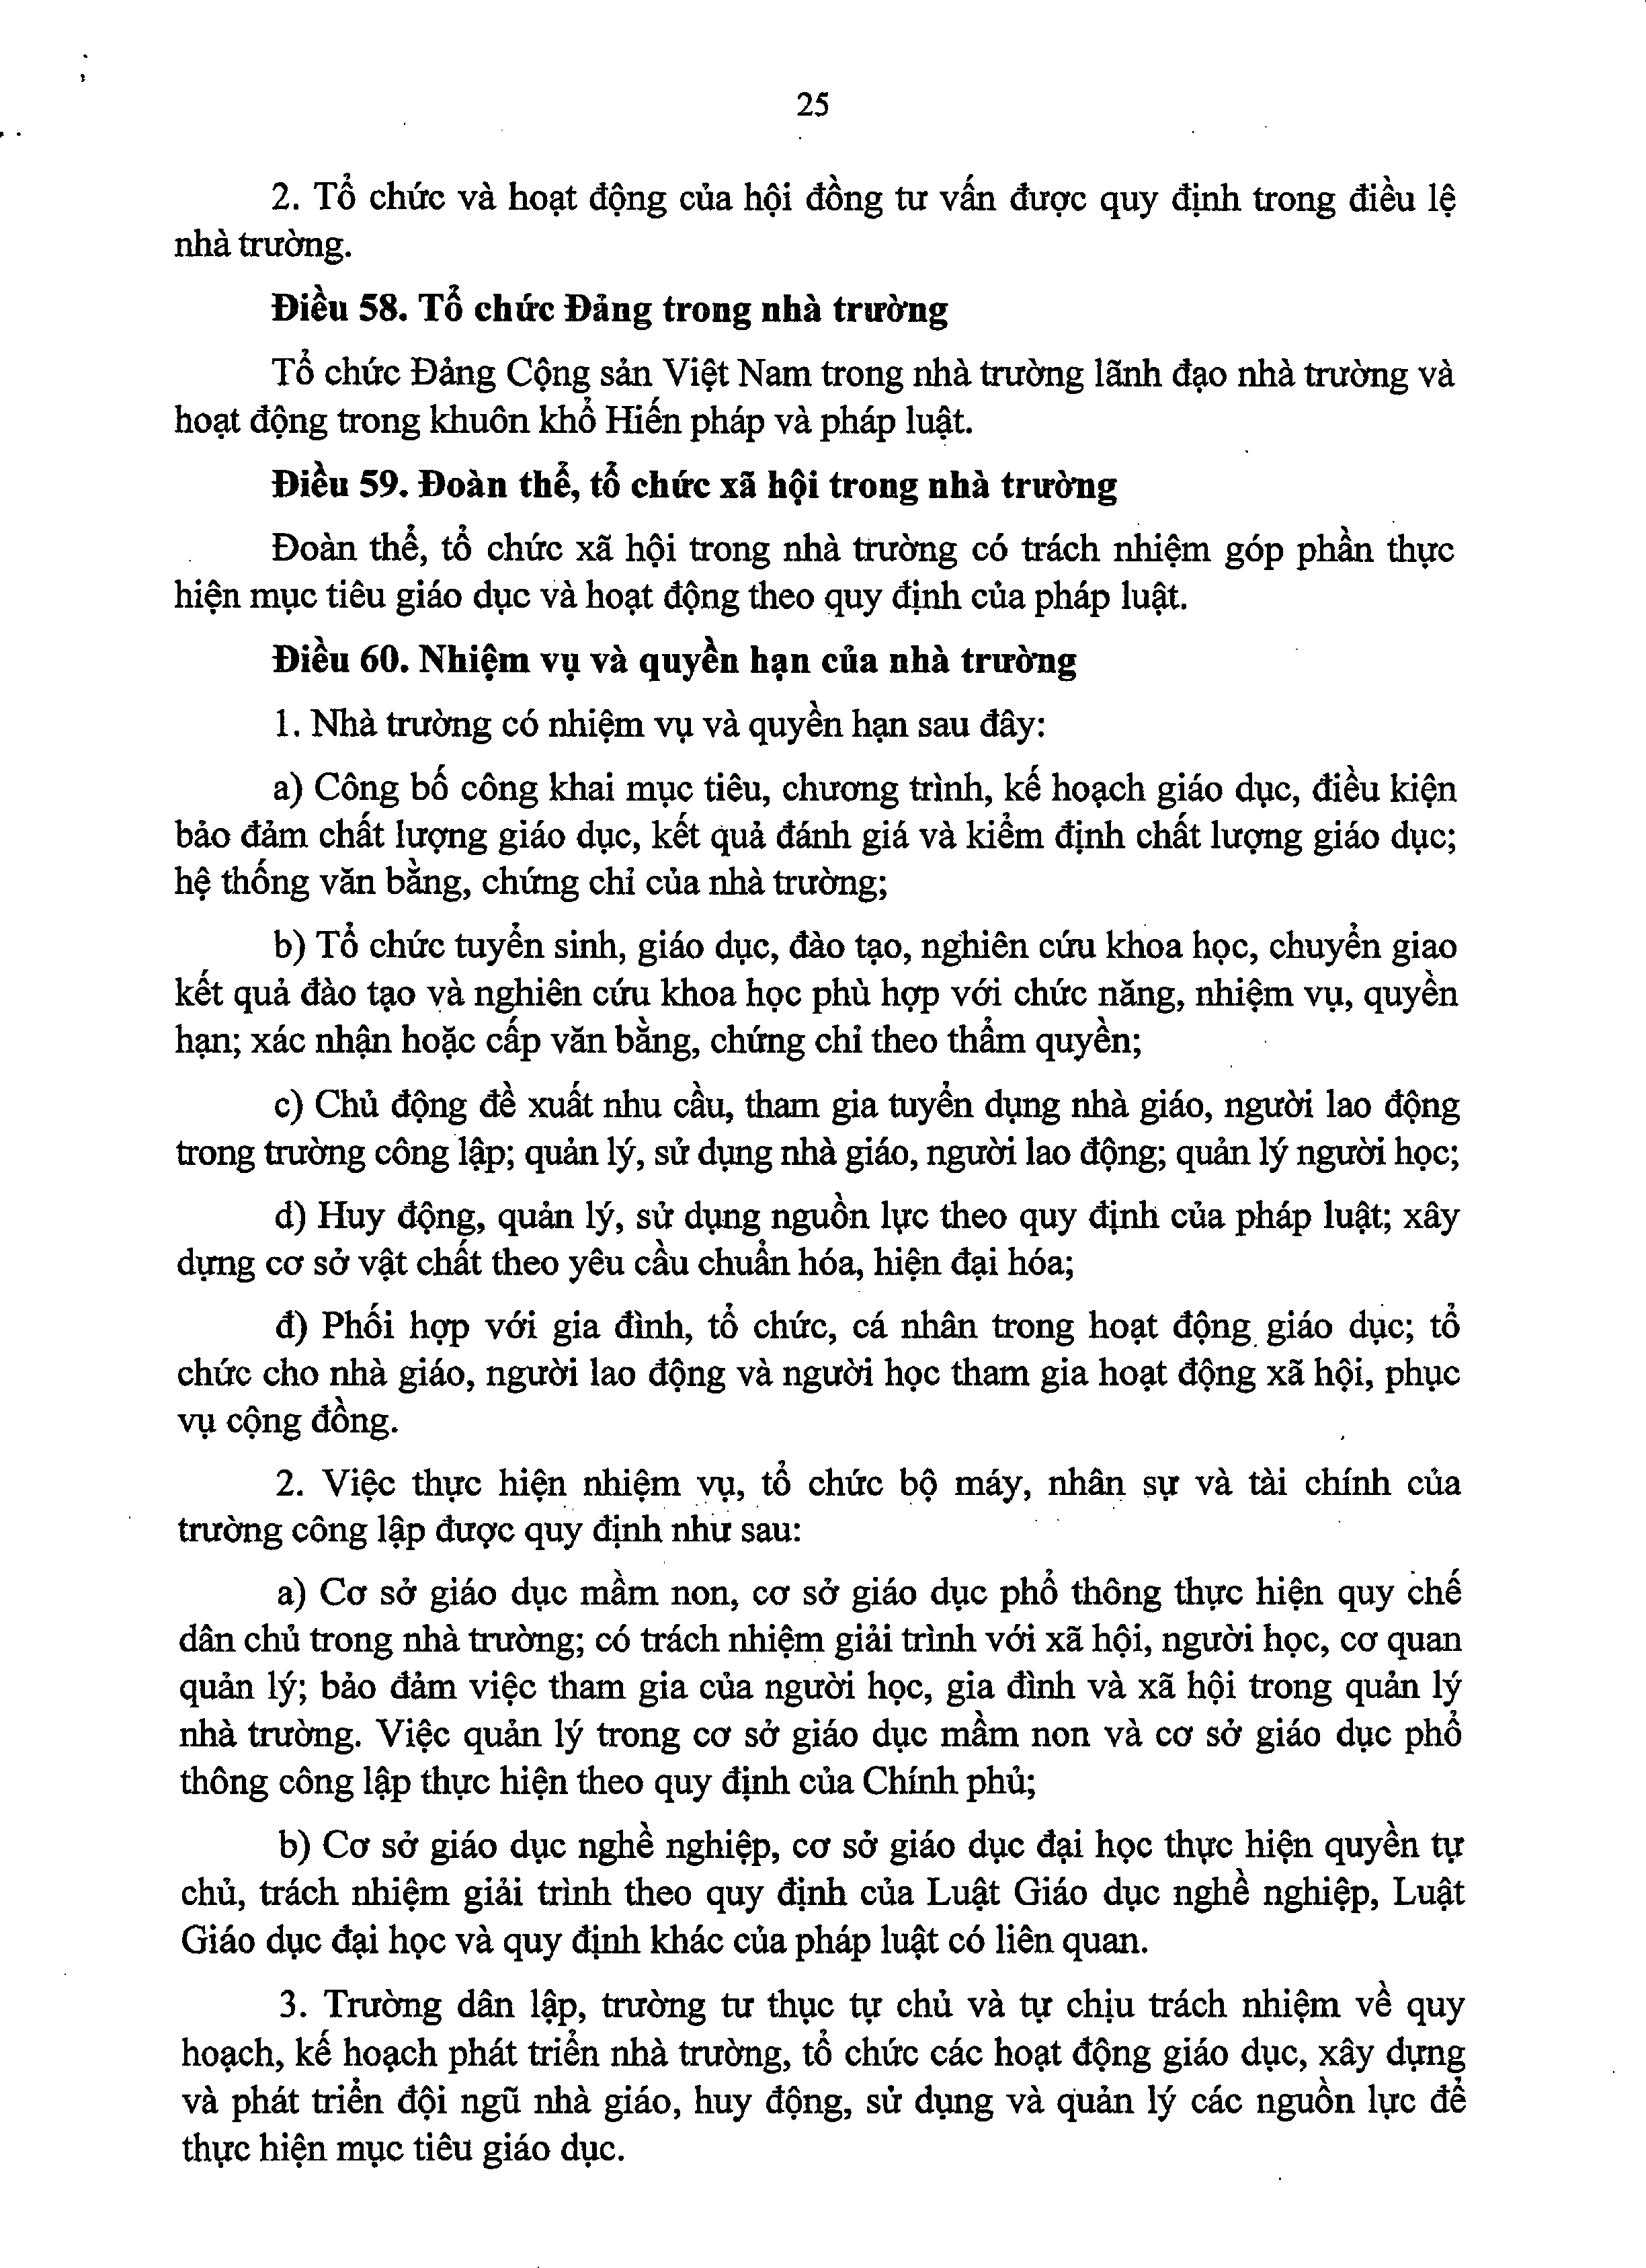 25
2. Tổ chức và hoạt động của hội đồng tư vấn được quy định trong điều lệ
nhà trường.
Điều 58. Tổ chức Đảng trong nhà trường
Tổ chức Đảng Cộng sản Việt Nam trong nhà trường lãnh đạo nhà trường và
hoạt động trong khuôn khổ Hiến pháp và pháp luật.
Điều 59. Đoàn thể, tổ chức xã hội trong nhà trường
Đoàn thể, tổ chức xã hội trong nhà trường có trách nhiệm góp phần thực
hiện mục tiêu giáo dục và hoạt động theo quy định của pháp luật.
Điều 60. Nhiệm vụ và quyền hạn của nhà trường
1. Nhà trường có nhiệm vụ và quyền hạn sau đây:
a) Công bố công khai mục tiêu, chương trình, kế hoạch giáo dục, điều kiện
bảo đảm chất lượng giáo dục, kết quả đánh giá và kiểm định chất lượng giáo dục;
hệ thống văn bằng, chứng chỉ của nhà trường;
b) Tổ chức tuyển sinh, giáo dục, đào tạo, nghiên cứu khoa học, chuyển giao
kết quả đào tạo và nghiên cứu khoa học phù hợp với chức năng, nhiệm vụ, quyền
hạn; xác nhận hoặc cấp văn bằng, chứng chỉ theo thẩm quyền;
c) Chủ động đề xuất nhu cầu, tham gia tuyển dụng nhà giáo, người lao động
trong trường công lập; quản lý, sử dụng nhà giáo, người lao động; quản lý người học;
d) Huy động, quản lý, sử dụng nguồn lực theo quy định của pháp luật; xây
dựng cơ sở vật chất theo yêu cầu chuẩn hóa, hiện đại hóa;
đ) Phối hợp với gia đình, tổ chức, cá nhân trong hoạt động giáo dục; tổ
chức cho nhà giáo, người lao động và người học tham gia hoạt động xã hội, phục
vụ cộng đồng.
2. Việc thực hiện nhiệm vụ, tổ chức bộ máy, nhân sự và tài chính của
trường công lập được quy định như sau:
a) Cơ sở giáo dục mầm non, cơ sở giáo dục phổ thông thực hiện quy chế
dân chủ trong nhà trường; có trách nhiệm giải trình với xã hội, người học, cơ quan
quản lý; bảo đảm việc tham gia của người học, gia đình và xã hội trong quản lý
nhà trường. Việc quản lý trong cơ sở giáo dục mầm non và cơ sở giáo dục phổ
thông công lập thực hiện theo quy định của Chính phủ;
b) Cơ sở giáo dục nghề nghiệp, cơ sở giáo dục đại học thực hiện quyền tự
chủ, trách nhiệm giải trình theo quy định của Luật Giáo dục nghề nghiệp, Luật
Giáo dục đại học và quy định khác của pháp luật có liên quan.
3. Trường dân lập, trường tư thục tự chủ và tự chịu trách nhiệm về quy
hoạch, kế hoạch phát triển nhà trường, tổ chức các hoạt động giáo dục, xây dựng
và phát triển đội ngũ nhà giáo, huy động, sử dụng và quản lý các nguồn lực để
thực hiện mục tiêu giáo dục.